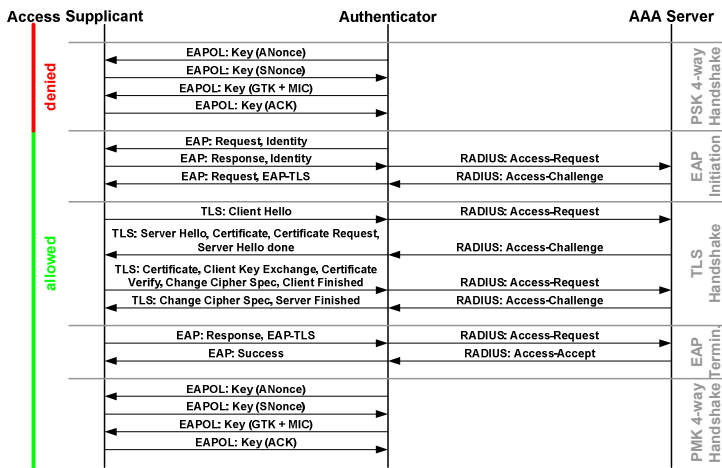 Access Supplicant Authenticator AAA Server
denied
EAPOL: Key (ANonce)
EAPOL: Key (SNonce)
EAPOL: Key (GTK + MIC)
EAPOL: Key (ACK)
PSK 4-way
Handshake
allowed
EAP: Request, Identity
EAP: Response, Identity RADIUS: Access-Request
EAP: Request, EAP-TLS RADIUS: Access-Challenge
EAP
Initiation
TLS: Client Hello RADIUS: Access-Request
TLS: Server Hello, Certificate, Certificate Request,
Server Hello done RADIUS: Access-Challenge
TLS: Certificate, Client Key Exchange, Certificate
Verify, Change Cipher Spec, Client Finished RADIUS: Access-Request
TLS: Change Cipher Spec, Server Finished RADIUS: Access-Challenge
TLS
Handshake
EAP: Response, EAP-TLS RADIUS: Access-Request
EAP: Success RADIUS: Access-Accept
EAP
Termin.
EAPOL: Key (ANonce)
EAPOL: Key (SNonce)
EAPOL: Key (GTK + MIC)
EAPOL: Key (ACK)
PMK 4-way
Handshake